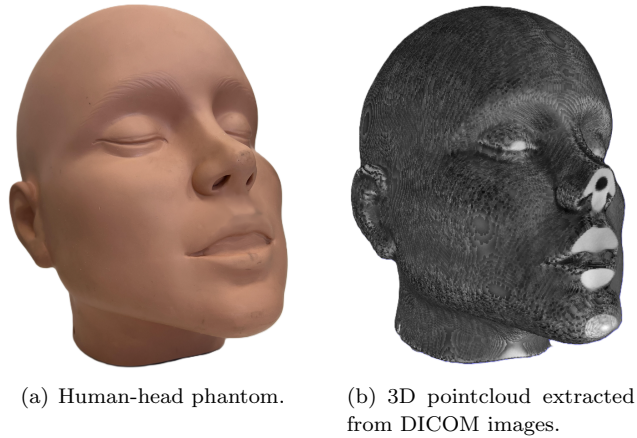 (a) Human-head phantom.
(b) 3D pointcloud extracted
from DICOM images.